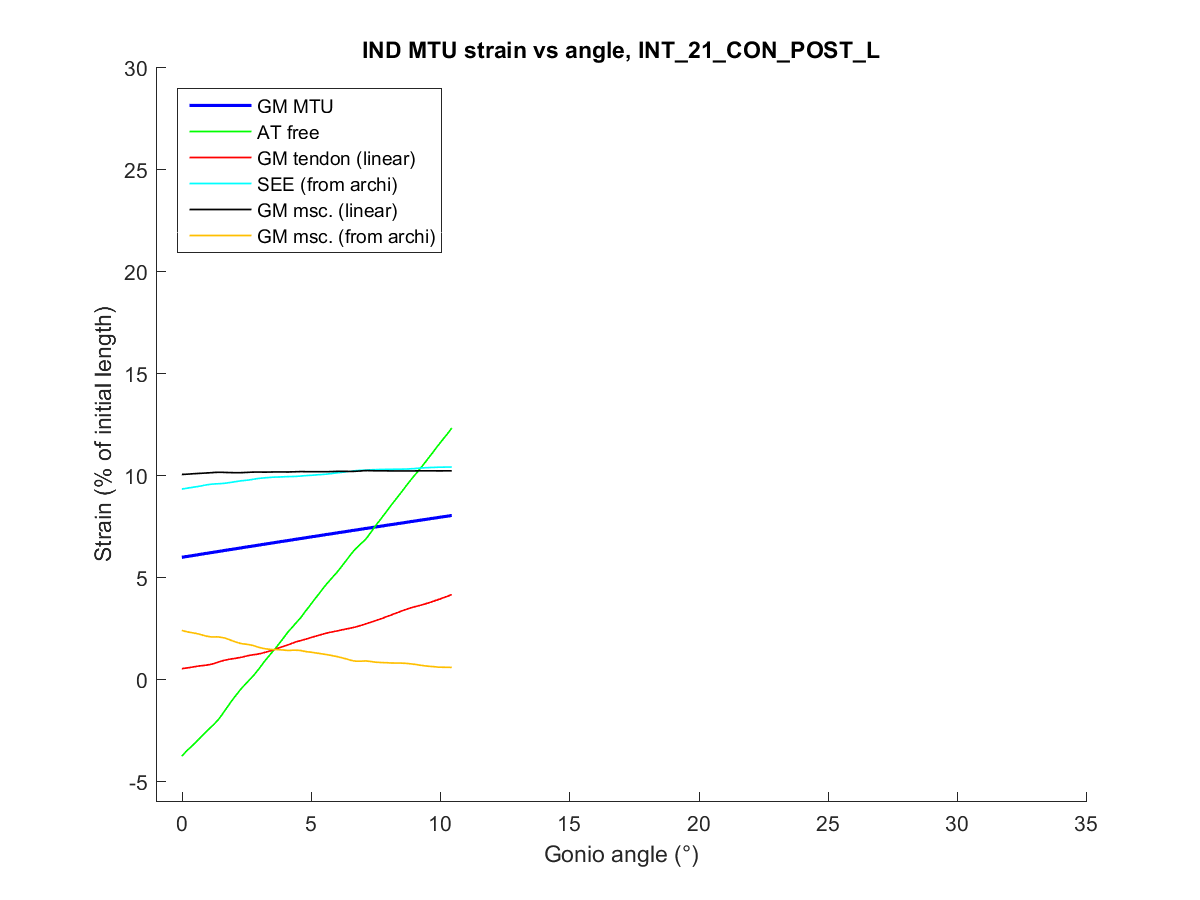 IND MTU strain vs angle, INT_21_CON_POST_L
30
25
20
15
10
5
0
-5
Strain (% of initial length)
GM MTU
AT free
GM tendon (linear)
SEE (from archi)
GM msc. (linear)
GM msc. (from archi)
0 5 10 15 20 25 30 35
Gonio angle (°)